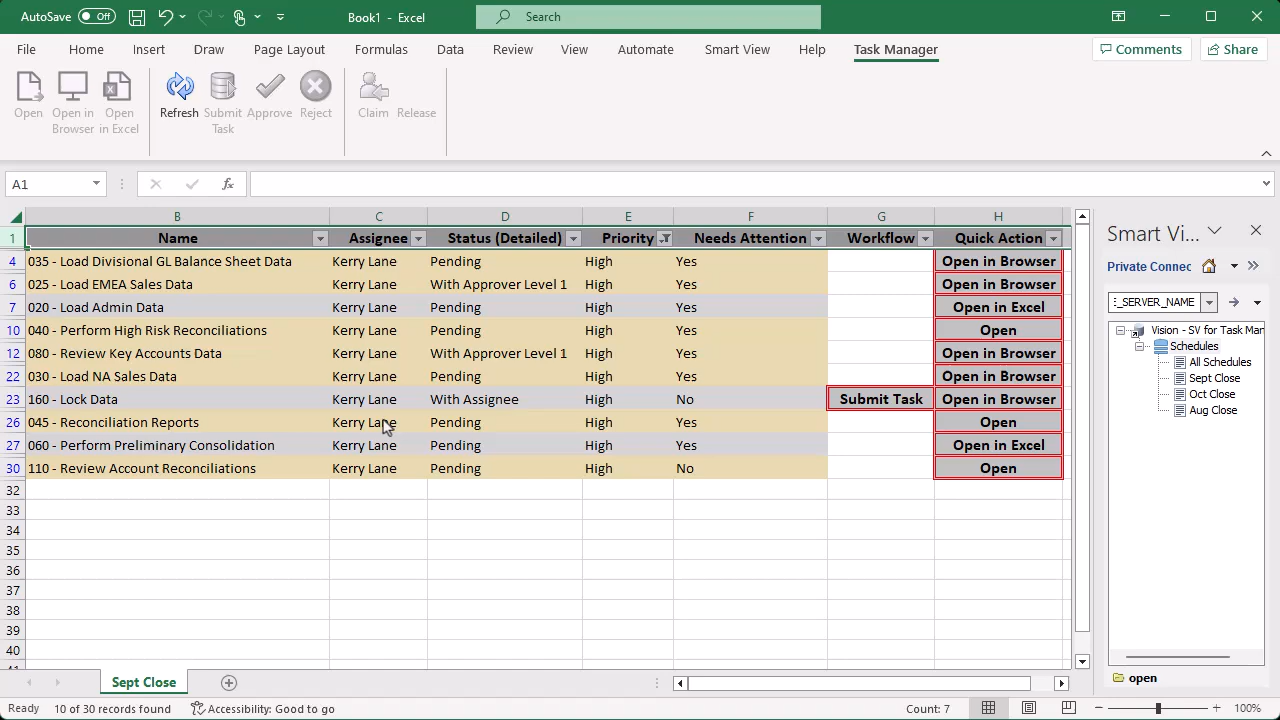 AutoSave Off Book1 - Excel Search
File Home Insert Draw Page Layout Formulas Data Review View Automate Smart View Help Task Manager Comments Share
Open Open in Browser Open in Excel Refresh Submit Task Approve Reject Claim Release
A1 fx
B C D E F G H
1 Name Assignee Status (Detailed) Priority Needs Attention Workflow Quick Action
4 035 - Load Divisional GL Balance Sheet Data Kerry Lane Pending High Yes Open in Browser
6 025 - Load EMEA Sales Data Kerry Lane With Approver Level 1 High Yes Open in Browser
7 020 - Load Admin Data Kerry Lane Pending High Yes Open in Excel
10 040 - Perform High Risk Reconciliations Kerry Lane Pending High Yes Open
12 080 - Review Key Accounts Data Kerry Lane With Approver Level 1 High Yes Open in Browser
22 030 - Load NA Sales Data Kerry Lane Pending High Yes Open in Browser
23 160 - Lock Data Kerry Lane With Assignee High No Submit Task Open in Browser
26 045 - Reconciliation Reports Kerry Lane Pending High Yes Open
27 060 - Perform Preliminary Consolidation Kerry Lane Pending High Yes Open in Excel
30 110 - Review Account Reconciliations Kerry Lane Pending High No Open
32
33
34
35
36
37
38
39
40
Smart Vi...
Private Connec
E_SERVER_NAME
Vision - SV for Task Man
Schedules
All Schedules
Sept Close
Oct Close
Aug Close
open
Sept Close
Ready 10 of 30 records found Accessibility: Good to go Count: 7 100%